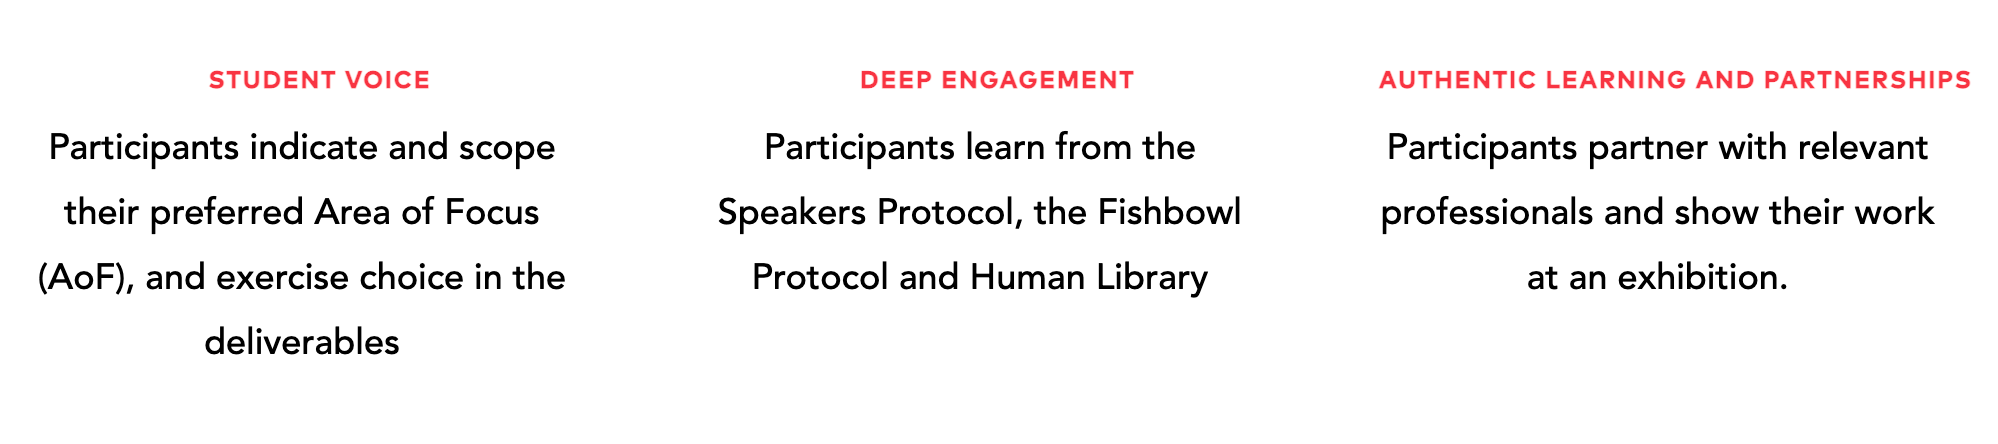 STUDENT VOICE
Participants indicate and scope
their preferred Area of Focus
(AoF), and exercise choice in the
deliverables
DEEP ENGAGEMENT
Participants learn from the
Speakers Protocol, the Fishbowl
Protocol and Human Library
AUTHENTIC LEARNING AND PARTNERSHIPS
Participants partner with relevant
professionals and show their work
at an exhibition.